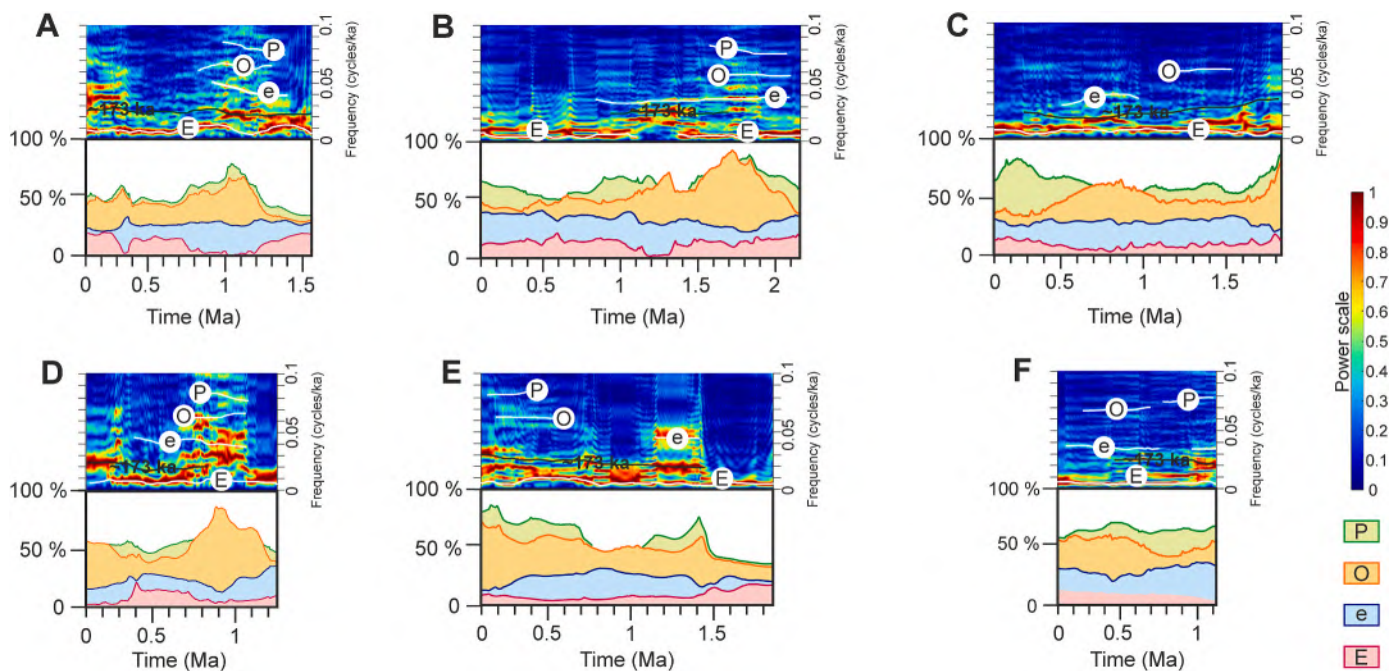 A
P
O
e
173 ka
E
0.1
0.05
0
Frequency (cycles/ka)
100 %
50 %
0
0 0.5 1 1.5
Time (Ma)
B
P
O
e
173 ka
E
E
0.1
0.05
0
Frequency (cycles/ka)
100 %
50 %
0
0 0.5 1 1.5 2
Time (Ma)
C
O
e
173 ka
E
0.1
0.05
0
Frequency (cycles/ka)
100 %
50 %
0
0 0.5 1 1.5
Time (Ma)
D
P
O
e
173 ka
E
0.1
0.05
0
Frequency (cycles/ka)
100 %
50 %
0
0 0.5 1
Time (Ma)
E
P
O
e
173 ka
E
0.1
0.05
0
Frequency (cycles/ka)
100 %
50 %
0
0 0.5 1 1.5
Time (Ma)
F
P
O
e
173 ka
E
0.1
0.05
0
Frequency (cycles/ka)
100 %
50 %
0
0 0.5 1
Time (Ma)
Power scale
1
0.9
0.8
0.7
0.6
0.5
0.4
0.3
0.2
0.1
0
P
O
e
E